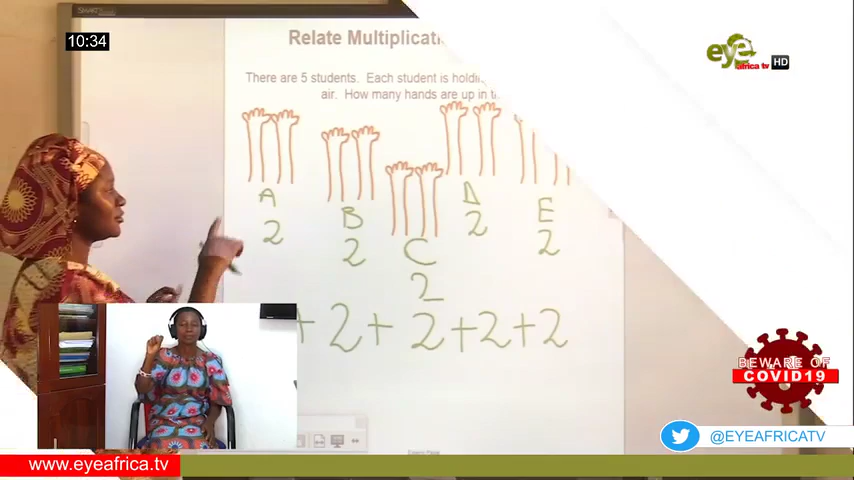 SMART
10:34
eye
africa tv HD
Relate Multiplicati
There are 5 students. Each student is holdi
air. How many hands are up in t
A
B
C
D
E
2
2
2
2
2
+ 2 + 2 + 2 + 2
BEWARE OF
COVID19
@EYEAFRICATV
www.eyeafrica.tv